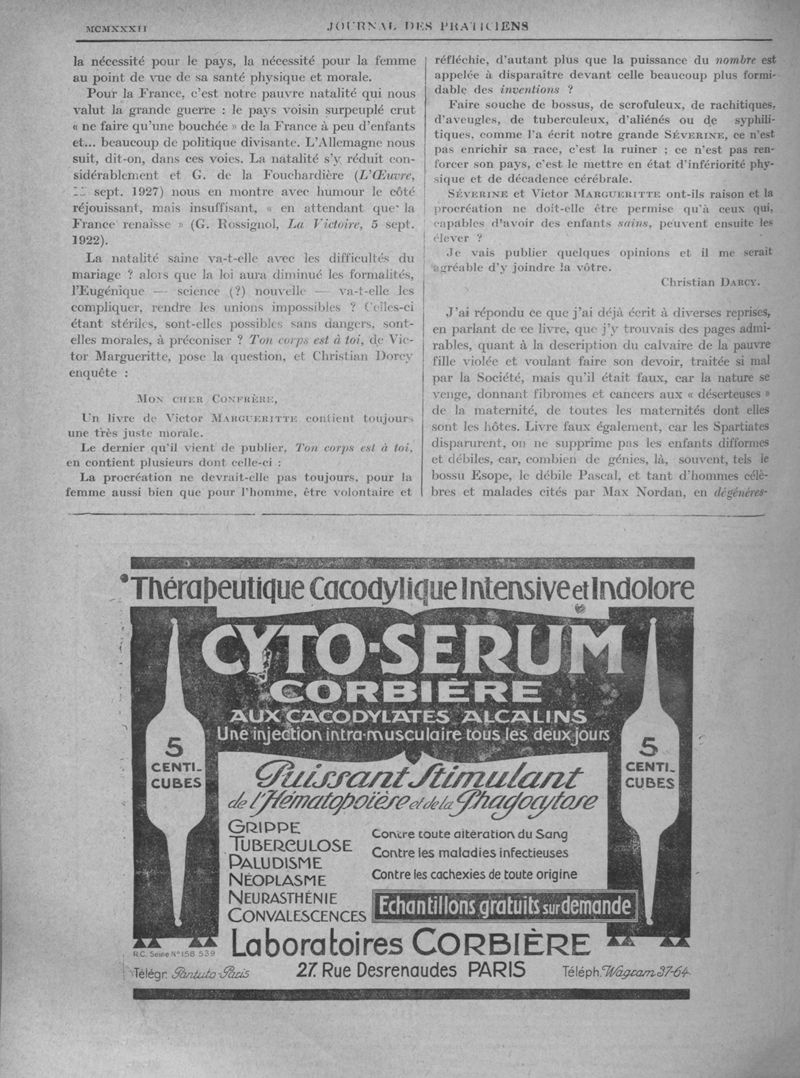 MCMXXXII
JOURNAL DES PRATICIENS
la nécessité pour le pays, la nécessité pour la femme
au point de vue de sa santé physique et morale.
Pour la France, c'est notre pauvre natalité qui nous
valut la grande guerre : le pays voisin surpeuplé crut
« ne faire qu'une bouchée » de la France à peu d'enfants
et... beaucoup de politique divisante. L'Allemagne nous
suit, dit-on, dans ces voies. La natalité s'y réduit con-
sidérablement et G. de la Fouchardière (L'Œuvre,
sept. 1927) nous en montre avec humour le côté
réjouissant, mais insuffisant, « en attendant que la
France renaisse » (G. Rossignol, La Victoire, 5 sept.
1922).
La natalité saine va-t-elle avec les difficultés du
mariage ? alors que la loi aura diminué les formalités,
l'Eugénique — science (?) nouvelle — va-t-elle les
compliquer, rendre les unions impossibles ? Celles-ci
étant stériles, sont-elles possibles sans dangers, sont-
elles morales, à préconiser ? Ton corps est à toi, de Vic-
tor Margueritte, pose la question, et Christian Dorcy
enquête :
MON CHER CONFRÈRE,
Un livre de Victor MARGUERITTE contient toujours
une très juste morale.
Le dernier qu'il vient de publier, Ton corps est à toi,
en contient plusieurs dont celle-ci :
La procréation ne devrait-elle pas toujours, pour la
femme aussi bien que pour l'homme, être volontaire et
réfléchie, d'autant plus que la puissance du nombre est
appelée à disparaître devant celle beaucoup plus formi-
dable des inventions ?
Faire souche de bossus, de scrofuleux, de rachitiques,
d'aveugles, de tuberculeux, d'aliénés ou de syphili-
tiques, comme l'a écrit notre grande SÉVERINE, ce n'est
pas enrichir sa race, c'est la ruiner ; ce n'est pas ren-
forcer son pays, c'est le mettre en état d'infériorité phy-
sique et de décadence cérébrale.
SÉVERINE et Victor MARGUERITTE ont-ils raison et la
procréation ne doit-elle être permise qu'à ceux qui,
capables d'avoir des enfants sains, peuvent ensuite les
élever ?
Je vais publier quelques opinions et il me serait
agréable d'y joindre la vôtre.
Christian DARCY.
J'ai répondu ce que j'ai déjà écrit à diverses reprises,
en parlant de ce livre, que j'y trouvais des pages admi-
rables, quant à la description du calvaire de la pauvre
fille violée et voulant faire son devoir, traitée si mal
par la Société, mais qu'il était faux, car la nature se
venge, donnant fibromes et cancers aux « déserteuses »
de la maternité, de toutes les maternités dont elles
sont les hôtes. Livre faux également, car les Spartiates
disparurent, on ne supprime pas les enfants difformes
et débiles, car, combien de génies, là, souvent, tels le
bossu Esope, le débile Pascal, et tant d'hommes célè-
bres et malades cités par Max Nordan, en dégénéres-
Thérapeutique Cacodylique Intensive et Indolore
CYTO-SERUM
CORBIÈRE
AUX CACODYLATES ALCALINS
Une injection intra-musculaire tous les deux jours
5
CENTI-
CUBES
5
CENTI-
CUBES
Puissant Stimulant
de l'Hématopoïèse et de la Phagocytose
GRIPPE
TUBERCULOSE
PALUDISME
NÉOPLASME
NEURASTHÉNIE
CONVALESCENCES
Contre toute altération du Sang
Contre les maladies infectieuses
Contre les cachexies de toute origine
Echantillons gratuits sur demande
R.C. Seine N° 158 539
Laboratoires CORBIÈRE
Télégr. Pantuto-Paris
27. Rue Desrenaudes PARIS
Téléph. Wagram 37-64